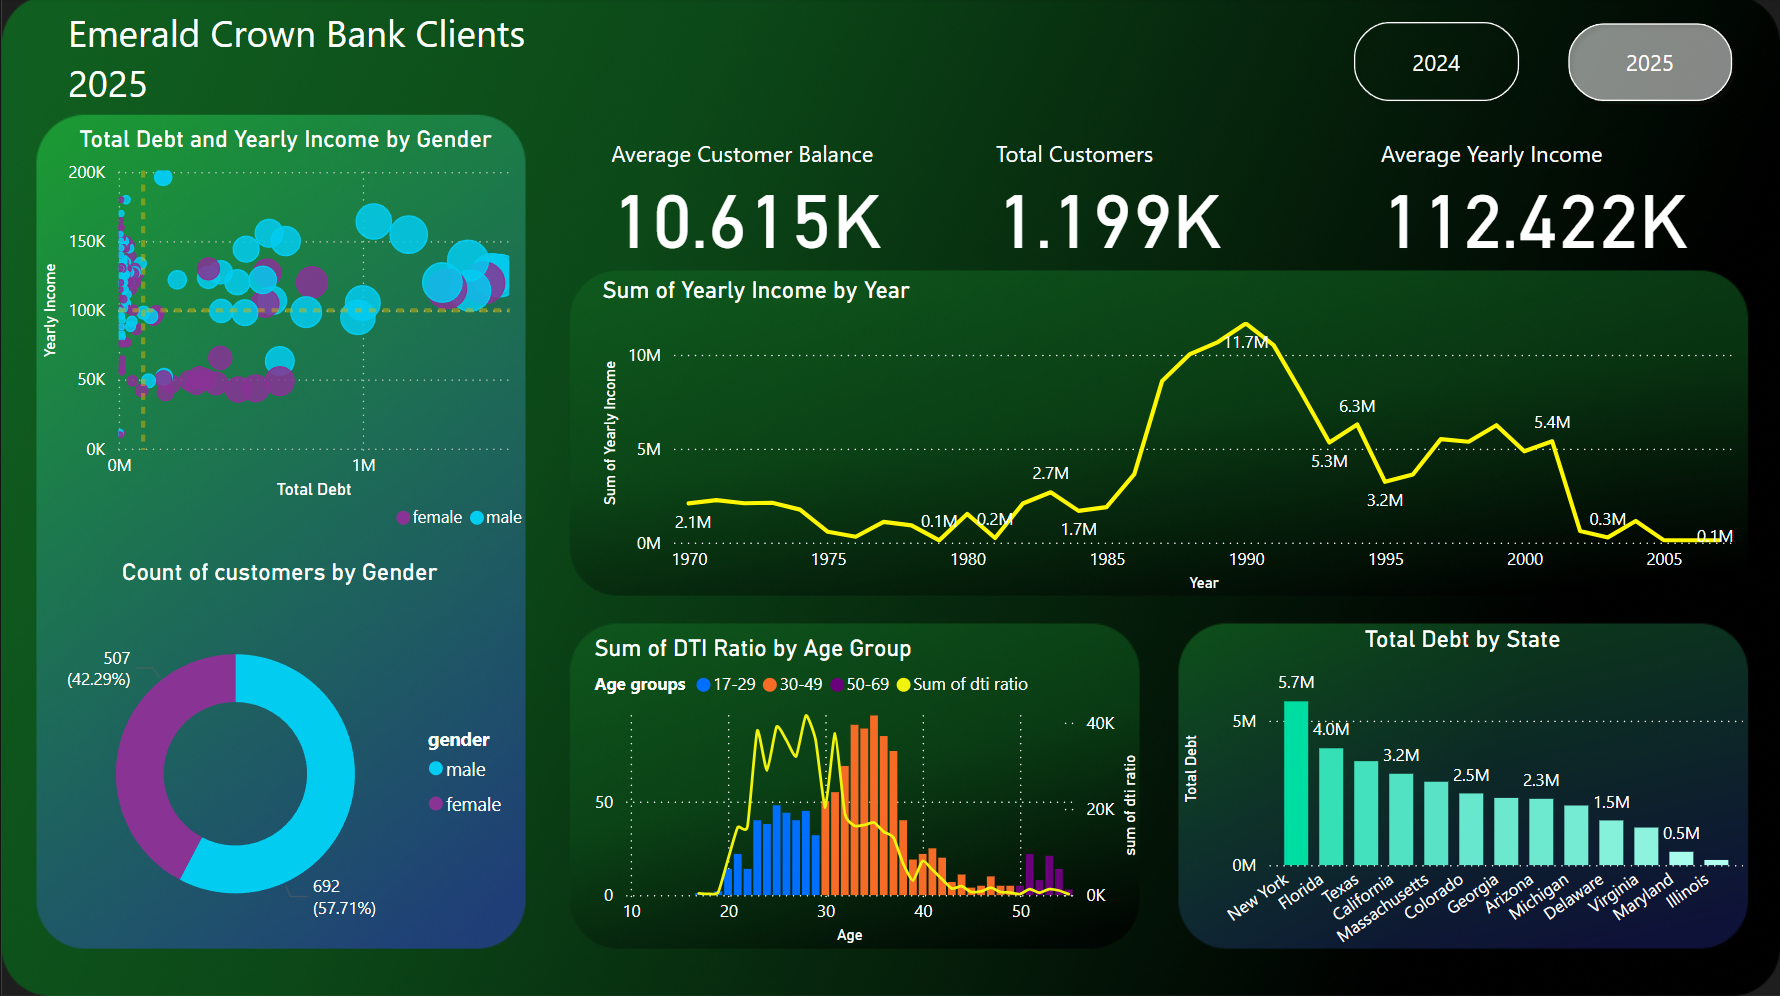 Emerald Crown Bank Clients
2025
2024
2025
Total Debt and Yearly Income by Gender
200K
150K
100K
50K
0K
Yearly Income
0M
1M
Total Debt
female
male
Count of customers by Gender
507
(42.29%)
692
(57.71%)
gender
male
female
Average Customer Balance
10.615K
Total Customers
1.199K
Average Yearly Income
112.422K
Sum of Yearly Income by Year
Sum of Yearly Income
10M
5M
0M
2.1M
0.1M
0.2M
2.7M
1.7M
11.7M
5.3M
6.3M
3.2M
5.4M
0.3M
0.1M
1970
1975
1980
1985
1990
1995
2000
2005
Year
Sum of DTI Ratio by Age Group
Age groups
17-29
30-49
50-69
Sum of dti ratio
50
0
40K
20K
0K
sum of dti ratio
10
20
30
40
50
Age
Total Debt by State
Total Debt
5M
0M
5.7M
4.0M
3.2M
2.5M
2.3M
1.5M
0.5M
New York
Florida
Texas
California
Massachusetts
Colorado
Georgia
Arizona
Michigan
Delaware
Virginia
Maryland
Illinois